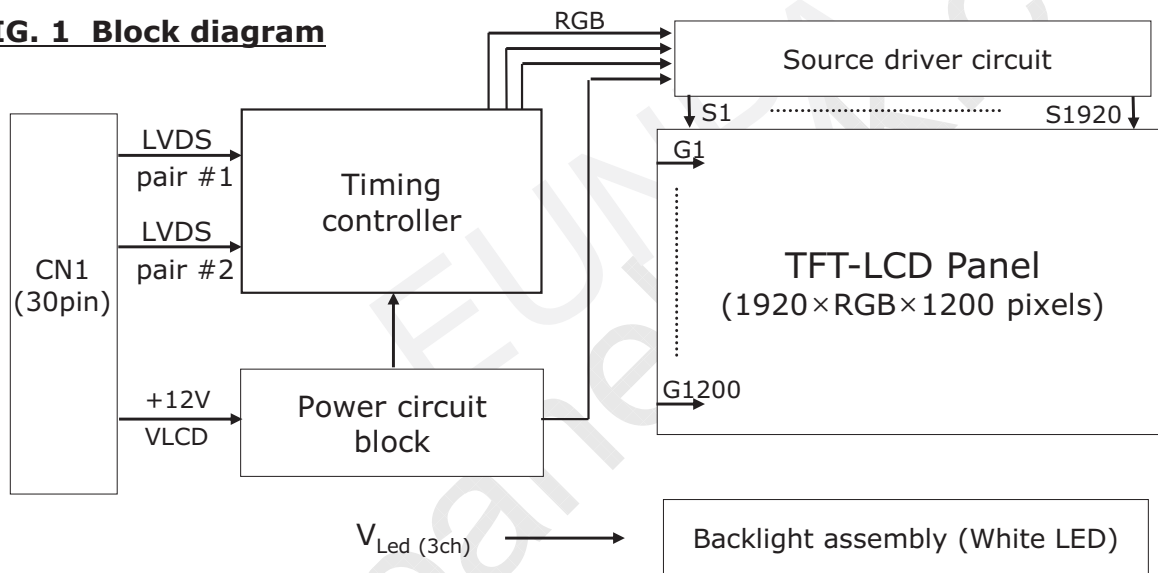 IG. 1 Block diagram
RGB
Source driver circuit
S1
S1920
LVDS
pair #1
LVDS
pair #2
CN1
(30pin)
Timing
controller
G1
TFT-LCD Panel
(1920×RGB×1200 pixels)
G1200
+12V
VLCD
Power circuit
block
VLed (3ch)
Backlight assembly (White LED)